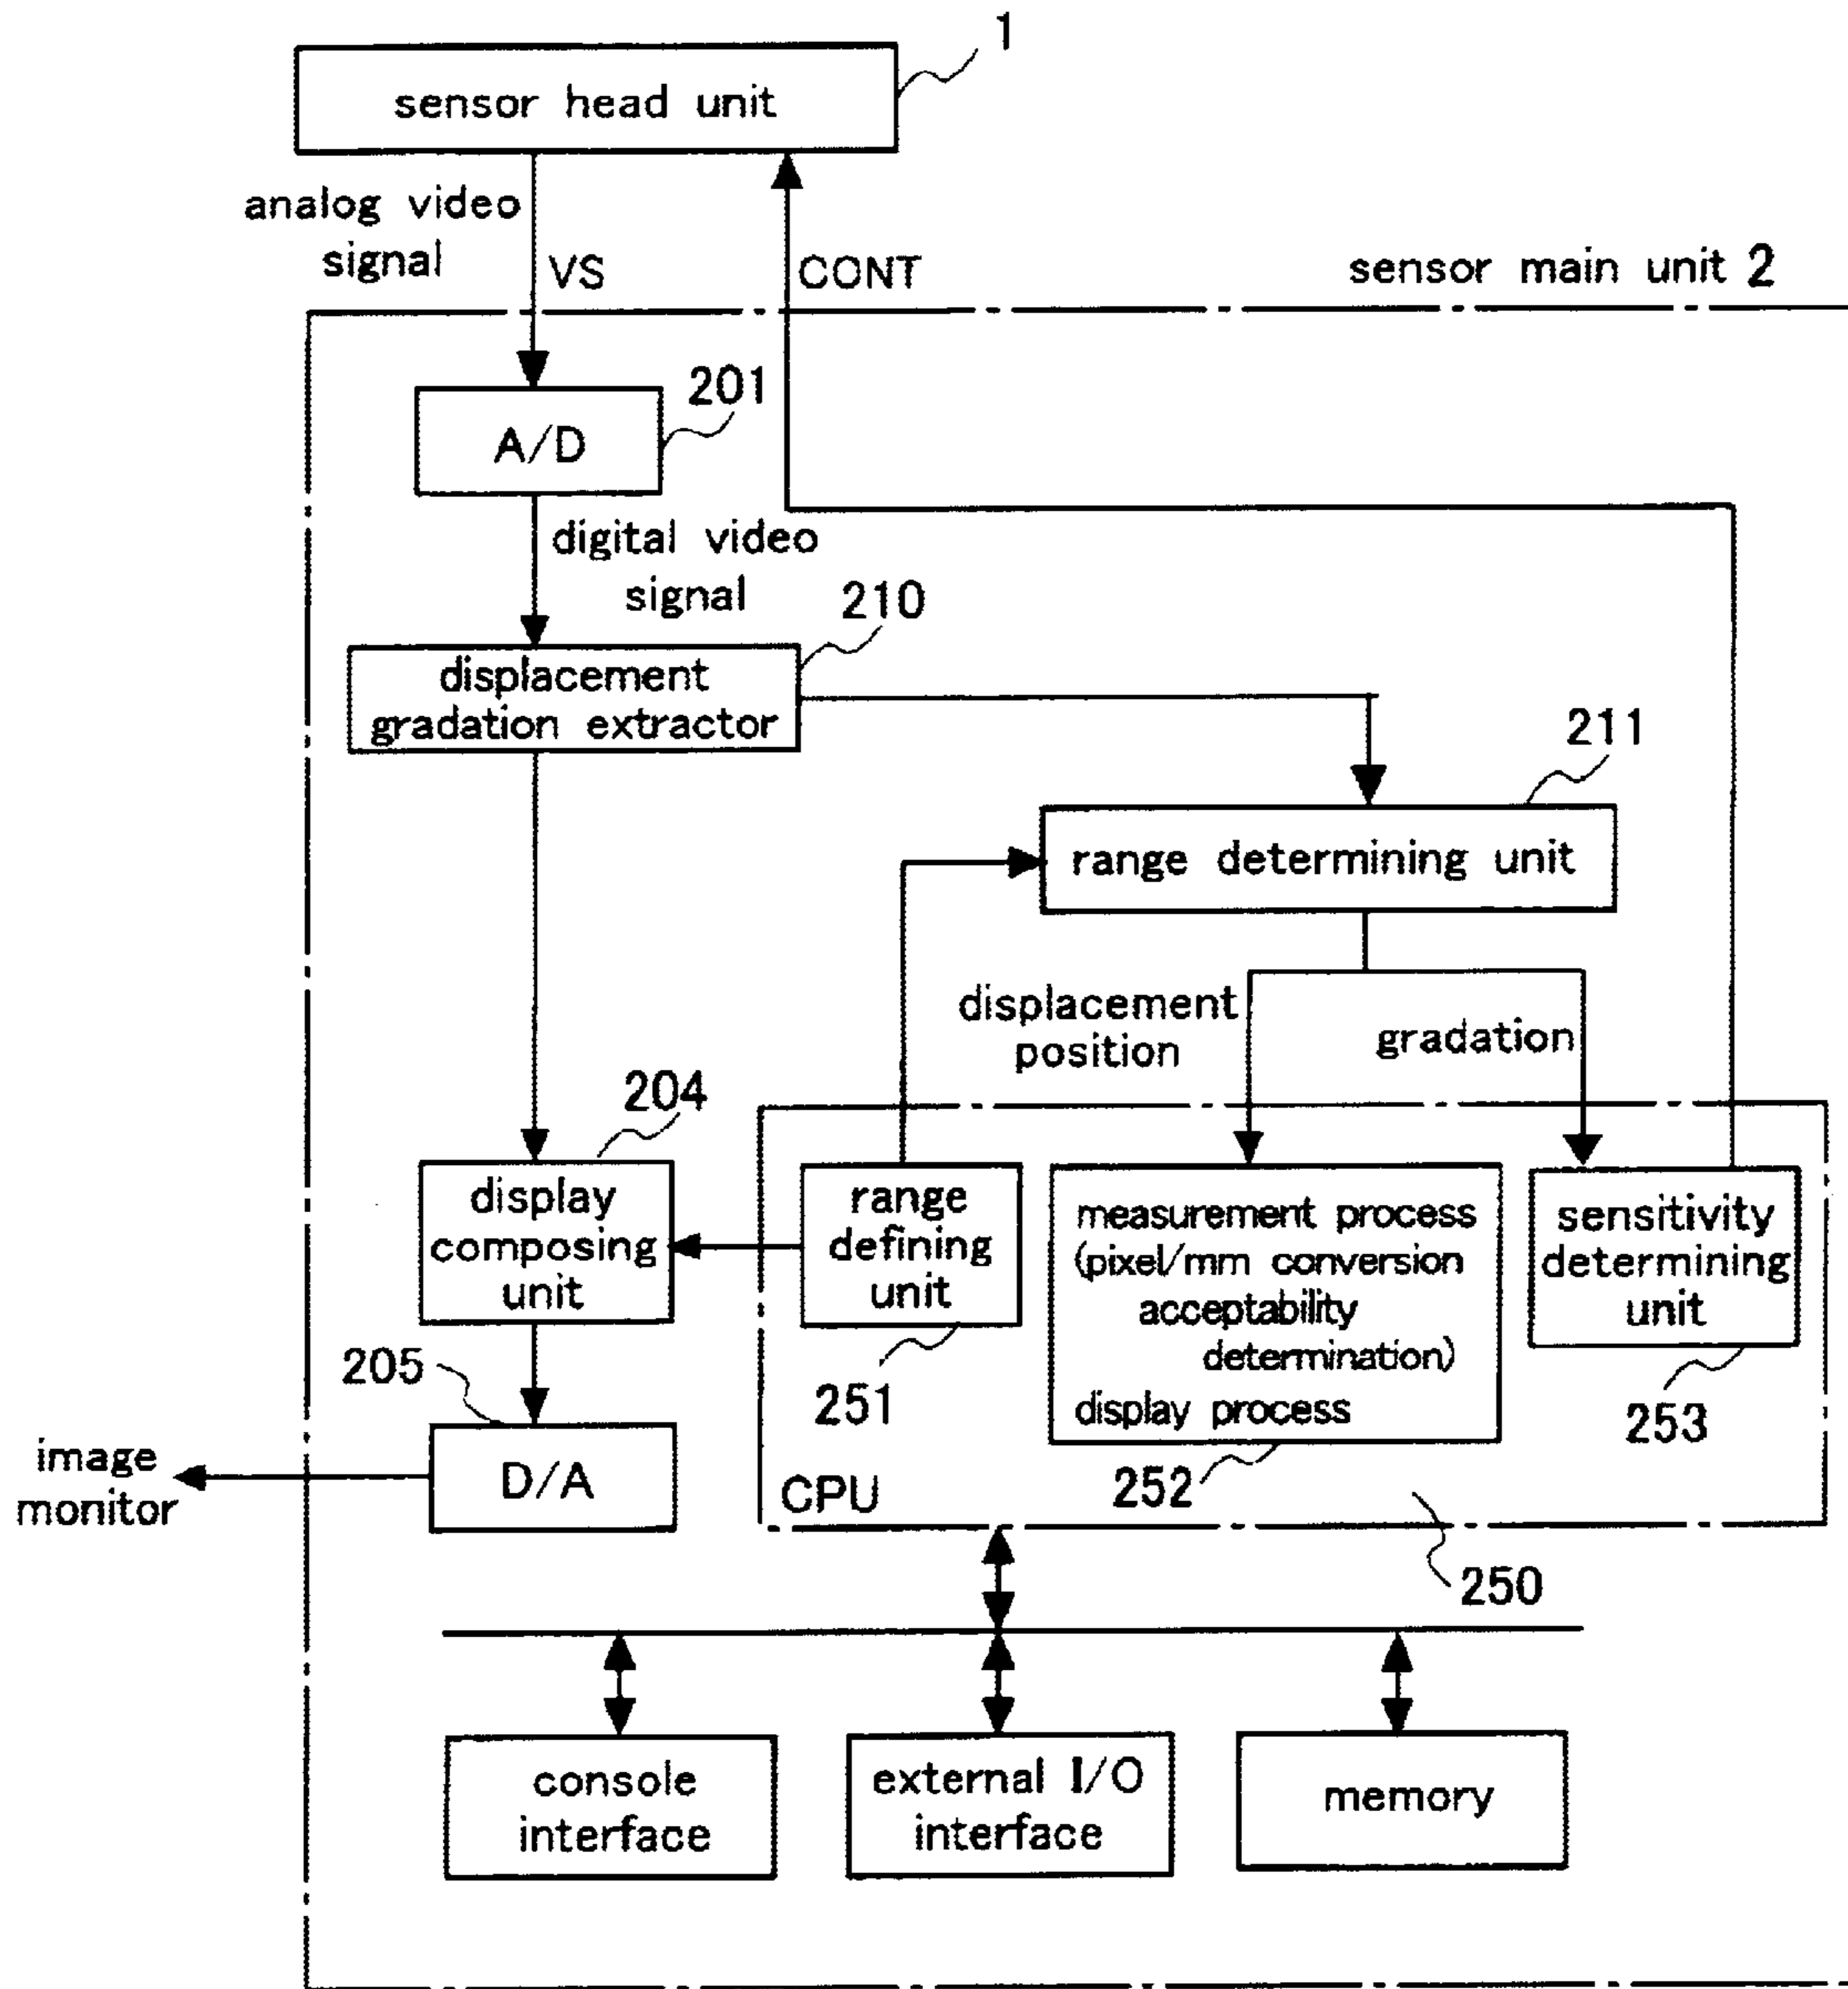 1
sensor head unit
analog video
signal
VS
CONT
sensor main unit 2
201
A/D
digital video
signal
210
displacement
gradation extractor
211
range determining unit
displacement
position
gradation
204
display
composing
unit
range
defining
unit
measurement process
(pixel/mm conversion
acceptability
determination)
display process
sensitivity
determining
unit
205
251
253
image
monitor
D/A
CPU
252
250
console
interface
external I/O
interface
memory